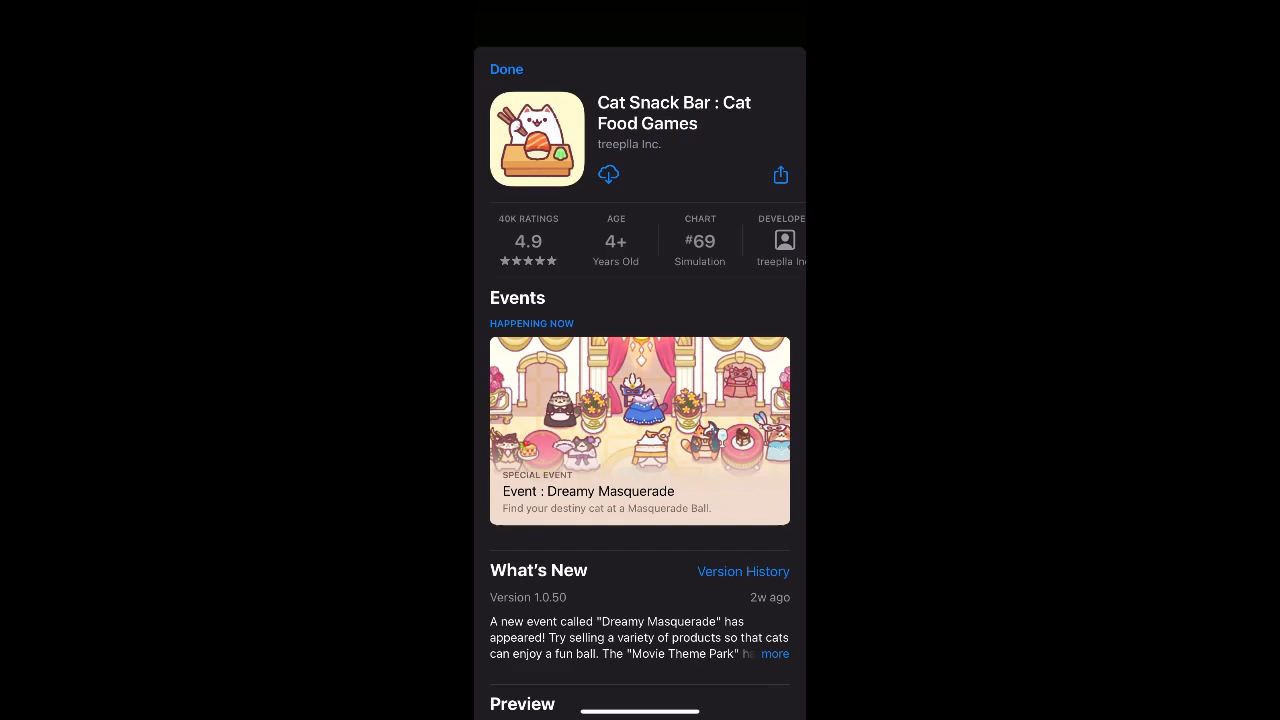 Done
Cat Snack Bar : Cat
Food Games
treeplla Inc.
40K RATINGS
4.9
AGE
4+
Years Old
CHART
#69
Simulation
DEVELOPE
treeplla In
Events
HAPPENING NOW
SPECIAL EVENT
Event : Dreamy Masquerade
Find your destiny cat at a Masquerade Ball.
What's New
Version History
Version 1.0.50
2w ago
A new event called "Dreamy Masquerade" has
appeared! Try selling a variety of products so that cats
can enjoy a fun ball. The "Movie Theme Park" ha more
Preview